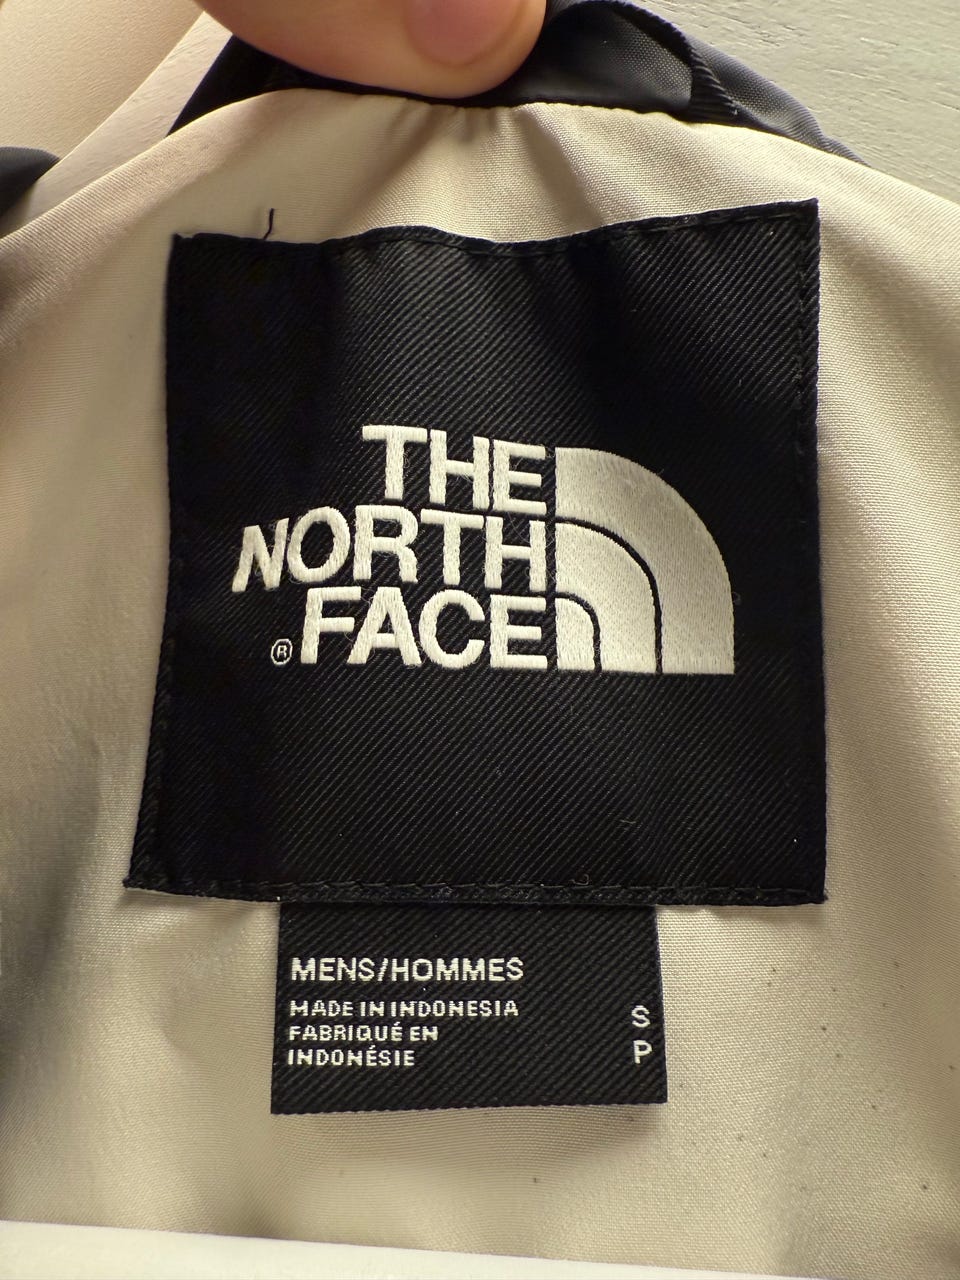 THE
NORTH
FACE
®
MENS/HOMMES
MADE IN INDONESIA
FABRIQUÉ EN
INDONÉSIE
S
P